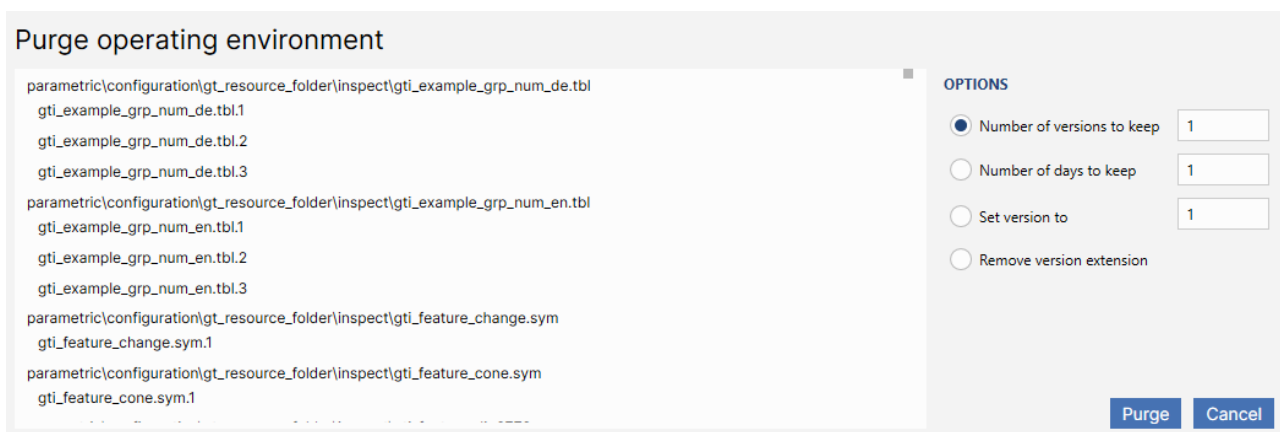 Purge operating environment
parametric\configuration\gt_resource_folder\inspect\gti_example_grp_num_de.tbl
gti_example_grp_num_de.tbl.1
gti_example_grp_num_de.tbl.2
gti_example_grp_num_de.tbl.3
parametric\configuration\gt_resource_folder\inspect\gti_example_grp_num_en.tbl
gti_example_grp_num_en.tbl.1
gti_example_grp_num_en.tbl.2
gti_example_grp_num_en.tbl.3
parametric\configuration\gt_resource_folder\inspect\gti_feature_change.sym
gti_feature_change.sym.1
parametric\configuration\gt_resource_folder\inspect\gti_feature_cone.sym
gti_feature_cone.sym.1
OPTIONS
Number of versions to keep 1
Number of days to keep 1
Set version to 1
Remove version extension
Purge Cancel